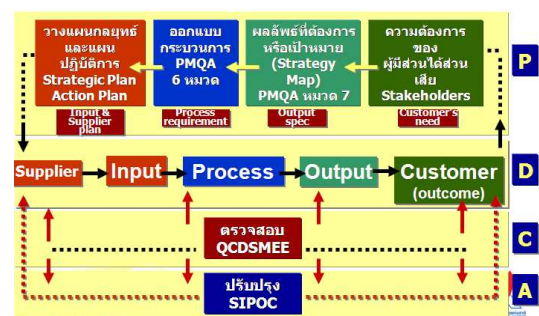 วางแผนกลยุทธ์
และแผน
ปฏิบัติการ
Strategic Plan
Action Plan
ออกแบบ
กระบวนการ
PMQA
6 หมวด
ผลลัพธ์ที่ต้องการ
หรือเป้าหมาย
(Strategy
Map)
PMQA หมวด 7
ความต้องการ
ของ
ผู้มีส่วนได้ส่วน
เสีย
Stakeholders
P
Input &
Supplier
plan
Process
requirement
Output
spec
Customer's
need
Supplier
Input
Process
Output
Customer
(outcome)
D
ตรวจสอบ
QCDSMEE
C
ปรับปรุง
SIPOC
A